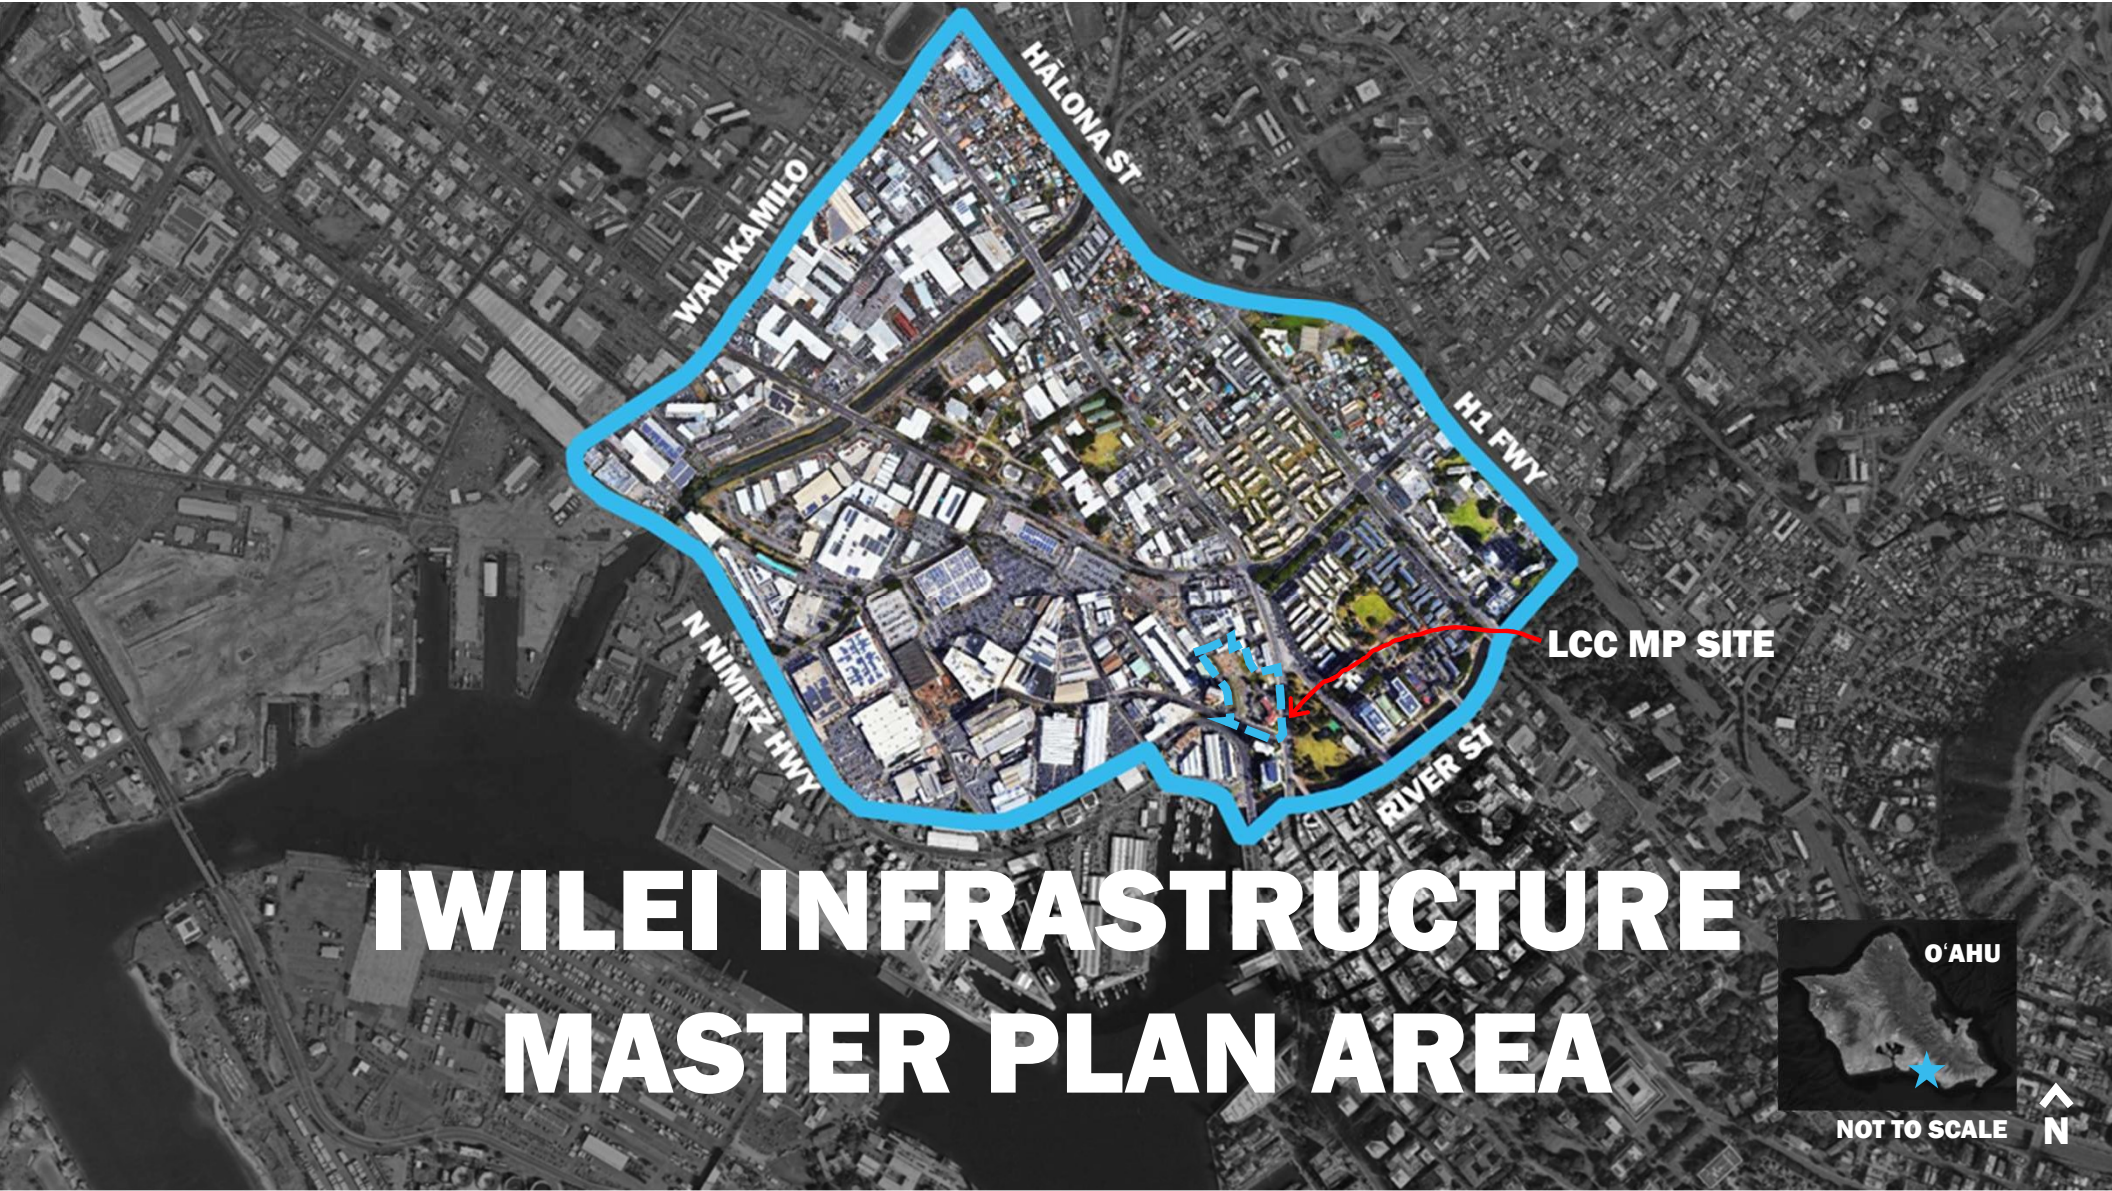 HĀLONA ST
WAIAKAMILO
H1 FWY
N NIMITZ HWY
LCC MP SITE
RIVER ST
IWILEI INFRASTRUCTURE
MASTER PLAN AREA
OʻAHU
NOT TO SCALE
N